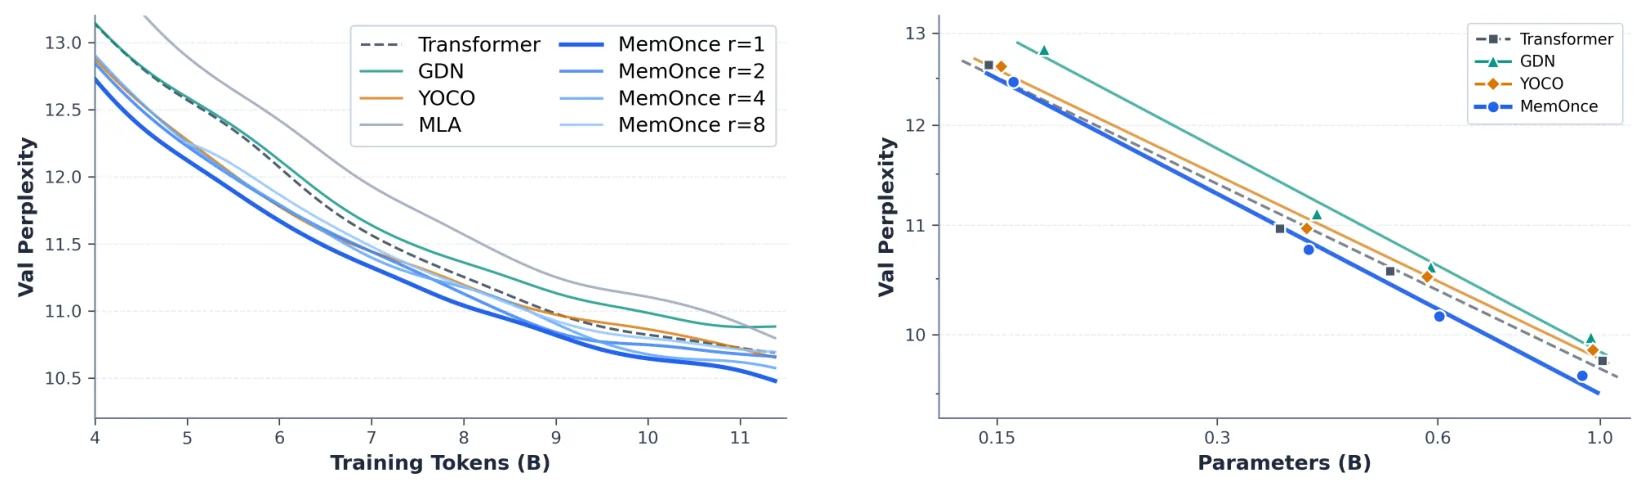 Val Perplexity
13.0
12.5
12.0
11.5
11.0
10.5
4 5 6 7 8 9 10 11
Training Tokens (B)
Transformer MemOnce r=1
GDN MemOnce r=2
YOCO MemOnce r=4
MLA MemOnce r=8
Val Perplexity
13
12
11
10
0.15 0.3 0.6 1.0
Parameters (B)
Transformer
GDN
YOCO
MemOnce